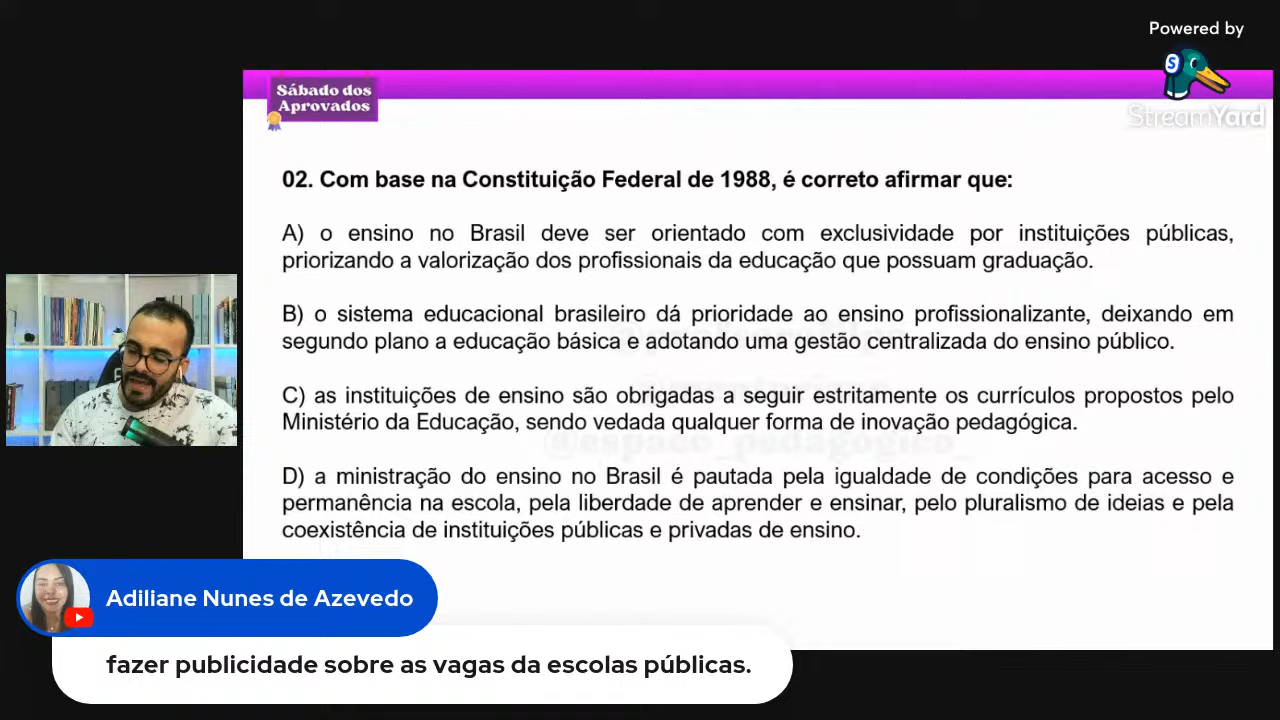 Powered by
StreamYard
Sábado dos
Aprovados
02. Com base na Constituição Federal de 1988, é correto afirmar que:
A) o ensino no Brasil deve ser orientado com exclusividade por instituições públicas,
priorizando a valorização dos profissionais da educação que possuam graduação.
B) o sistema educacional brasileiro dá prioridade ao ensino profissionalizante, deixando em
segundo plano a educação básica e adotando uma gestão centralizada do ensino público.
C) as instituições de ensino são obrigadas a seguir estritamente os currículos propostos pelo
Ministério da Educação, sendo vedada qualquer forma de inovação pedagógica.
@espaco_pedagogico_
D) a ministração do ensino no Brasil é pautada pela igualdade de condições para acesso e
permanência na escola, pela liberdade de aprender e ensinar, pelo pluralismo de ideias e pela
coexistência de instituições públicas e privadas de ensino.
Adiliane Nunes de Azevedo
fazer publicidade sobre as vagas da escolas públicas.